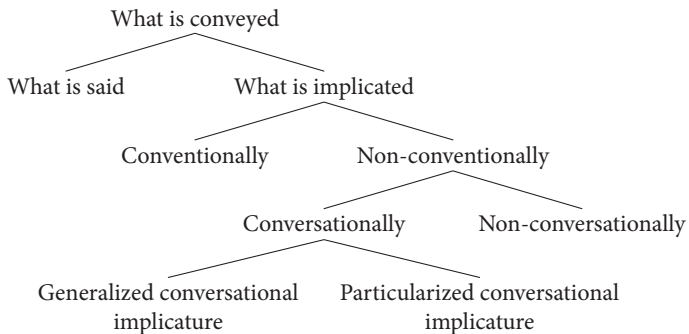 What is conveyed
What is said What is implicated
Conventionally Non-conventionally
Conversationally Non-conversationally
Generalized conversational Particularized conversational
implicature implicature